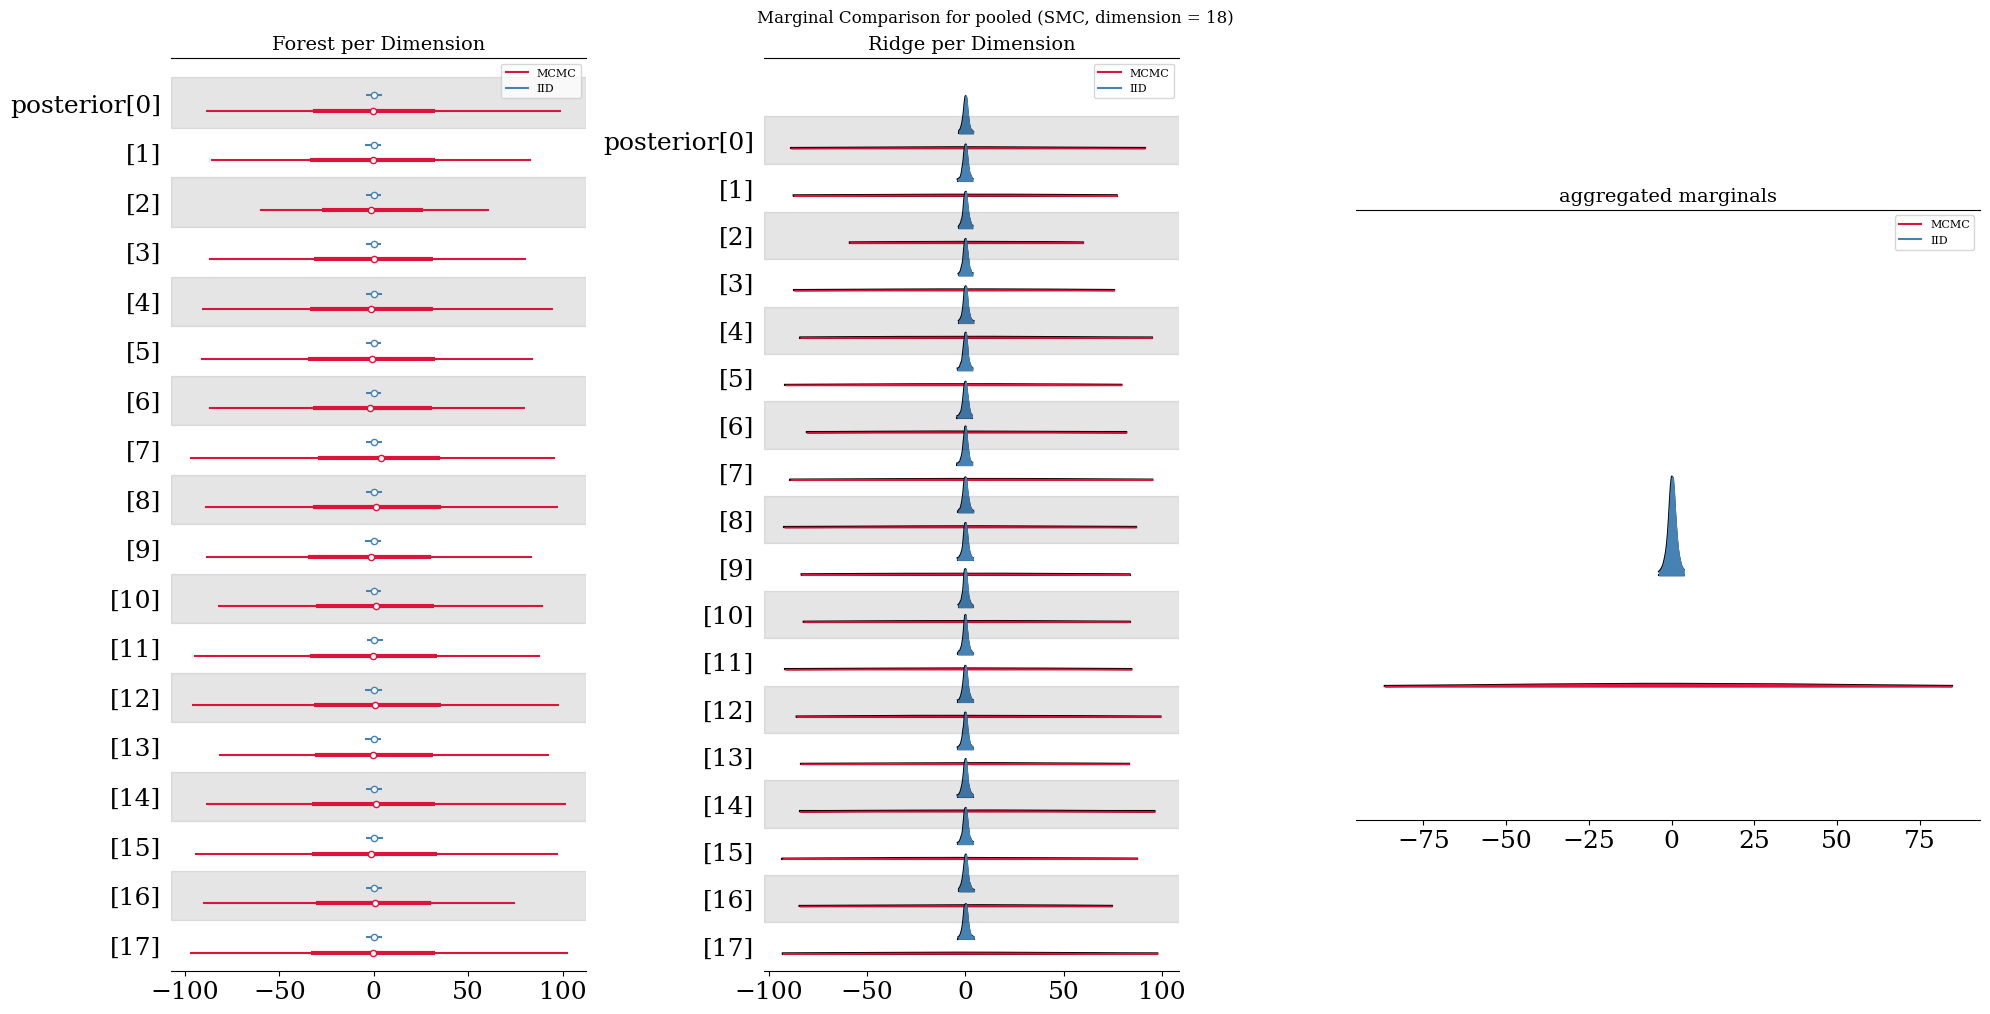 Marginal Comparison for pooled (SMC, dimension = 18)
Forest per Dimension
MCMC
IID
posterior[0]
[1]
[2]
[3]
[4]
[5]
[6]
[7]
[8]
[9]
[10]
[11]
[12]
[13]
[14]
[15]
[16]
[17]
−100 −50 0 50 100
Ridge per Dimension
MCMC
IID
posterior[0]
[1]
[2]
[3]
[4]
[5]
[6]
[7]
[8]
[9]
[10]
[11]
[12]
[13]
[14]
[15]
[16]
[17]
−100 −50 0 50 100
aggregated marginals
MCMC
IID
−75 −50 −25 0 25 50 75